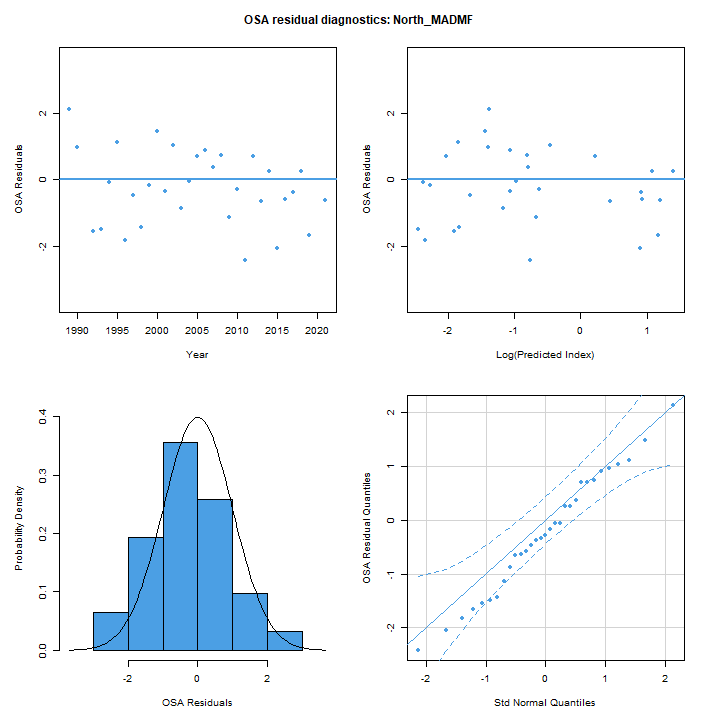 OSA residual diagnostics: North_MADMF
2
0
-2
OSA Residuals
1990 1995 2000 2005 2010 2015 2020
Year
2
0
-2
OSA Residuals
-2 -1 0 1
Log(Predicted Index)
0.4
0.3
0.2
0.1
0.0
Probability Density
-2 0 2
OSA Residuals
2
1
0
-1
-2
OSA Residual Quantiles
-2 -1 0 1 2
Std Normal Quantiles